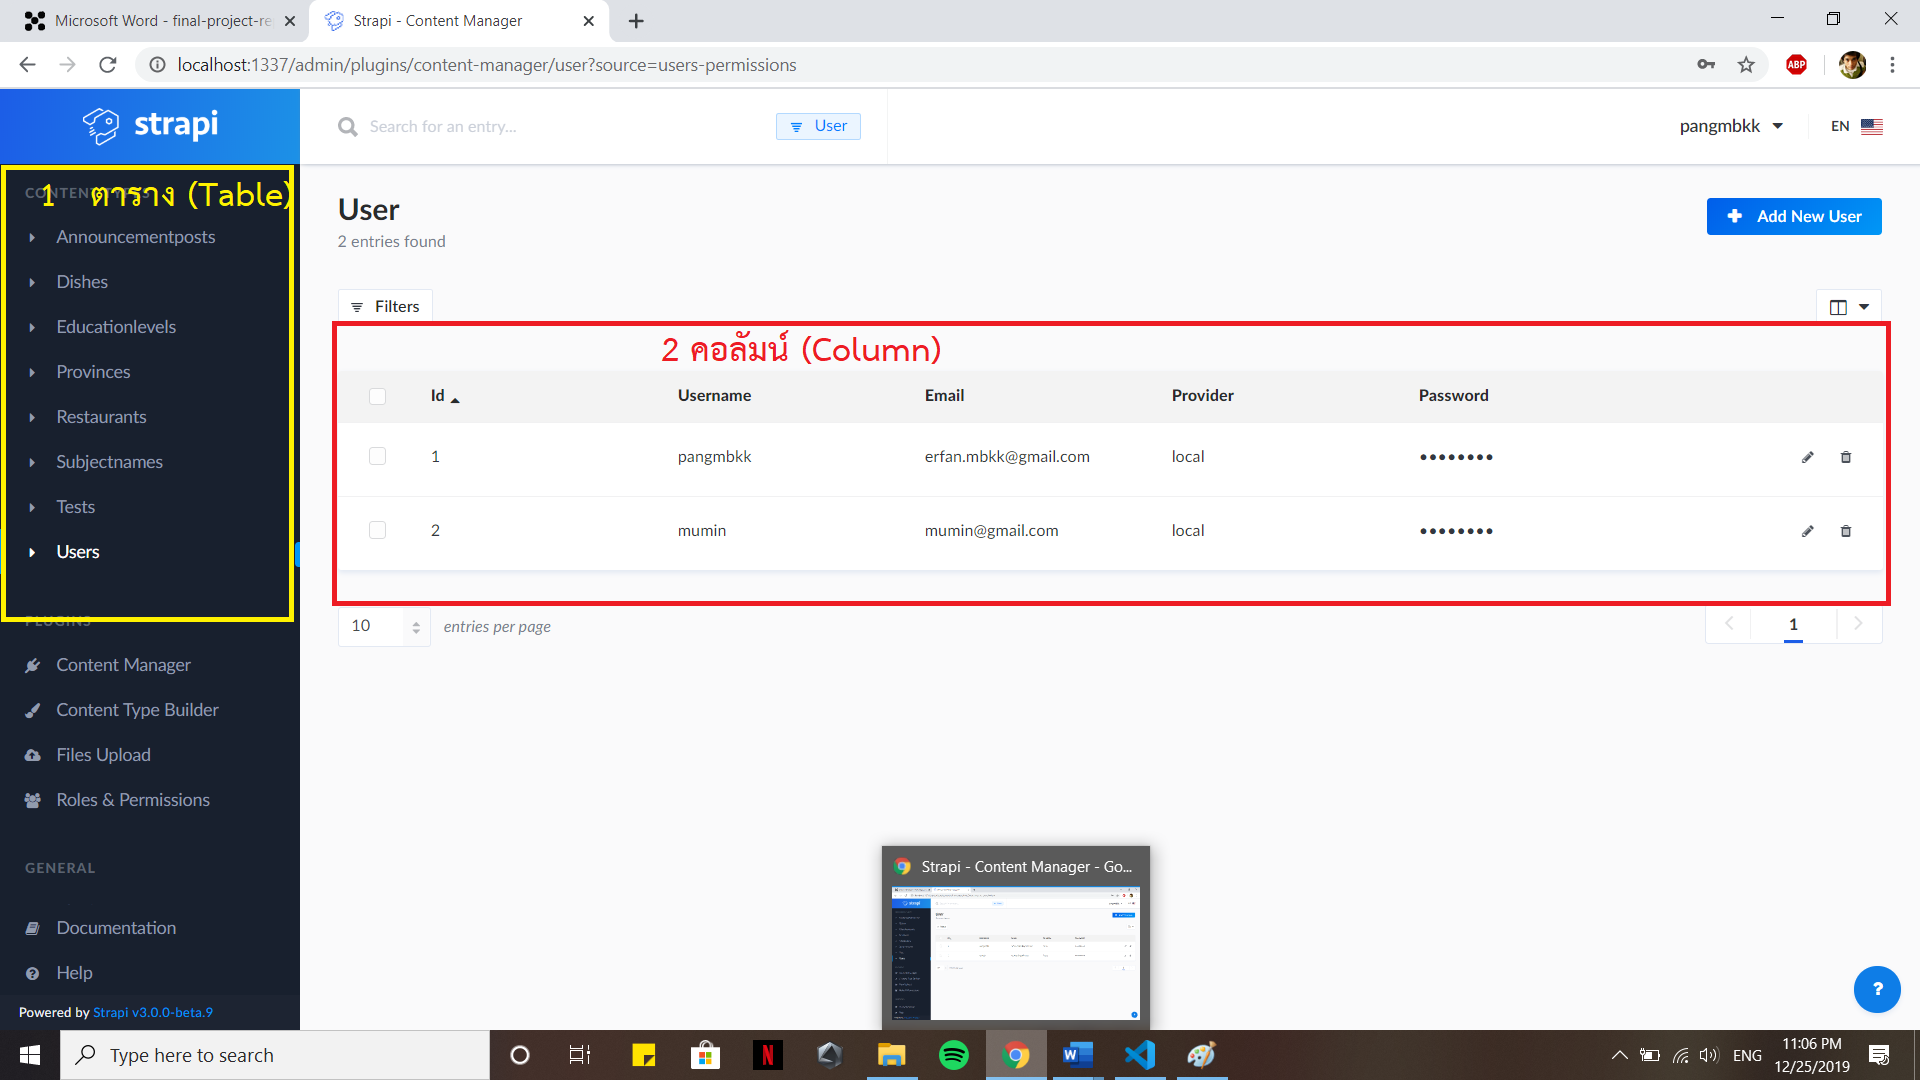 Microsoft Word - final-project-re
Strapi - Content Manager
localhost:1337/admin/plugins/content-manager/user?source=users-permissions
ABP
strapi
Search for an entry...
User
pangmbkk
EN
1 ตาราง (Table)
Announcementposts
Dishes
Educationlevels
Provinces
Restaurants
Subjectnames
Tests
Users
PLUGINS
Content Manager
Content Type Builder
Files Upload
Roles & Permissions
GENERAL
Documentation
Help
Powered by Strapi v3.0.0-beta.9
User
2 entries found
Add New User
Filters
2 คอลัมน์ (Column)
Id Username Email Provider Password
1 pangmbkk erfan.mbkk@gmail.com local ••••••••
2 mumin mumin@gmail.com local ••••••••
10 entries per page
1
Strapi - Content Manager - Go...
?
Type here to search
ENG
11:06 PM
12/25/2019